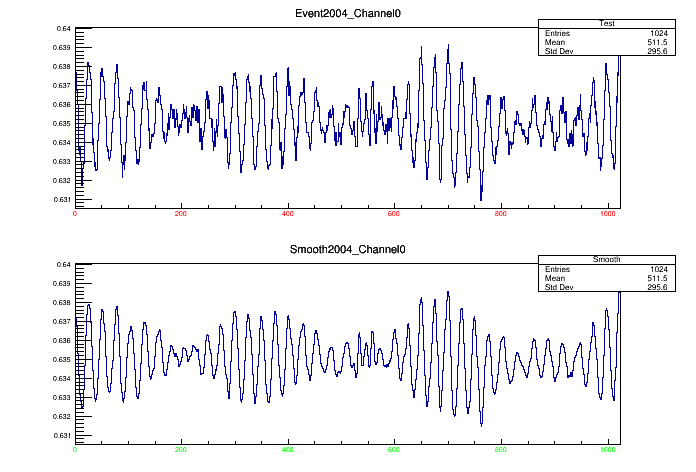 Event2004_Channel0
Test
Entries 1024
Mean 511.5
Std Dev 295.6
0.64
0.639
0.638
0.637
0.636
0.635
0.634
0.633
0.632
0.631
0 200 400 600 800 1000
Smooth2004_Channel0
Smooth
Entries 1024
Mean 511.5
Std Dev 295.6
0.64
0.639
0.638
0.637
0.636
0.635
0.634
0.633
0.632
0.631
0 200 400 600 800 1000